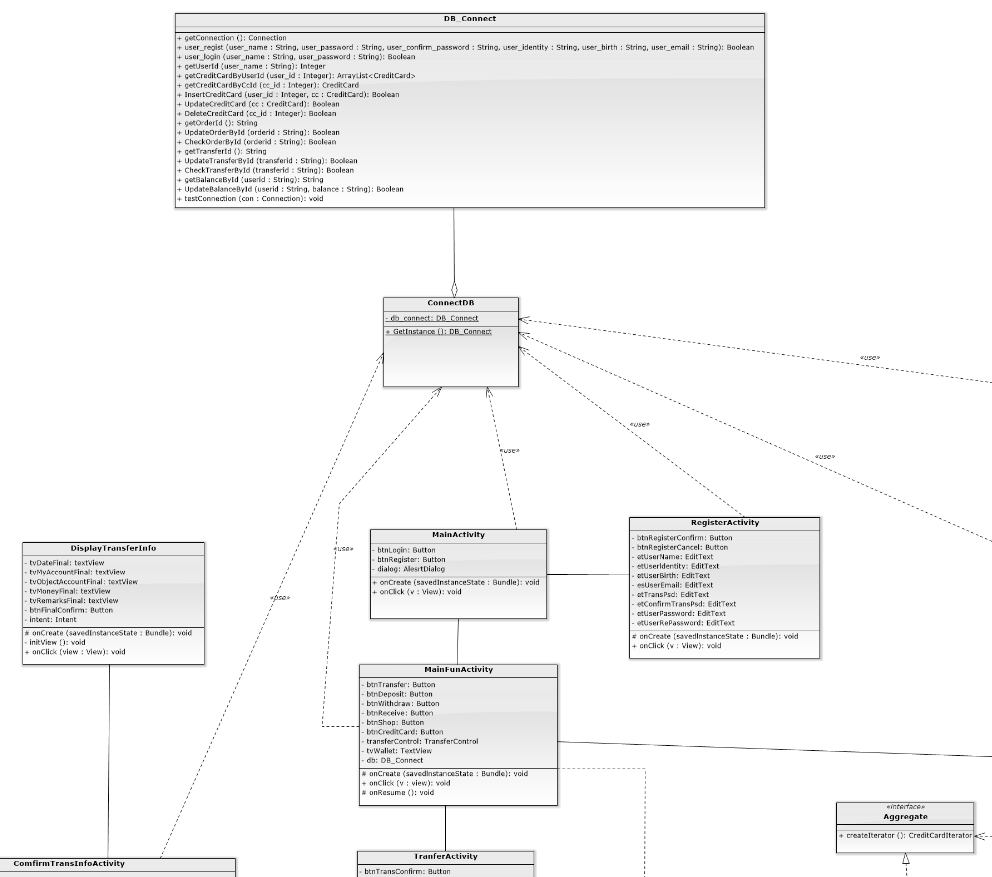 DB_Connect
+ getConnection (): Connection
+ user_regist (user_name : String, user_password : String, user_confirm_password : String, user_identity : String, user_birth : String, user_email : String): Boolean
+ user_login (user_name : String, user_password : String): Boolean
+ getUserId (user_name : String): Integer
+ getCreditCardByUserId (user_id : Integer): ArrayList<CreditCard>
+ getCreditCardByCcId (cc_id : Integer): CreditCard
+ InsertCreditCard (user_id : Integer, cc : CreditCard): Boolean
+ UpdateCreditCard (cc : CreditCard): Boolean
+ DeleteCreditCard (cc_id : Integer): Boolean
+ getOrderId (): String
+ UpdateOrderById (orderid : String): Boolean
+ CheckOrderById (orderid : String): Boolean
+ getTransferId (): String
+ UpdateTransferById (transferid : String): Boolean
+ CheckTransferById (transferid : String): Boolean
+ getBalanceById (userid : String): String
+ UpdateBalanceById (userid : String, balance : String): Boolean
+ testConnection (con : Connection): void
ConnectDB
- db_connect: DB_Connect
+ GetInstance (): DB_Connect
«use»
«use»
«use»
«use»
«use»
«use»
DisplayTransferInfo
- tvDateFinal: textView
- tvMyAccountFinal: textView
- tvObjectAccountFinal: textView
- tvMoneyFinal: textView
- tvRemarksFinal: textView
- btnFinalConfirm: Button
- intent: Intent
# onCreate (savedInstanceState : Bundle): void
- initView (): void
+ onClick (view : View): void
MainActivity
- btnLogin: Button
- btnRegister: Button
- dialog: AlesrtDialog
+ onCreate (savedInstanceState : Bundle): void
+ onClick (v : View): void
RegisterActivity
- btnRegisterConfirm: Button
- btnRegisterCancel: Button
- etUserName: EditText
- etUserIdentity: EditText
- etUserBirth: EditText
- esUserEmail: EditText
- etTransPsd: EditText
- etConfirmTransPsd: EditText
- etUserPassword: EditText
- etUserRePassword: EditText
# onCreate (savedInstanceState : Bundle): void
+ onClick (v : View): void
MainFunActivity
- btnTransfer: Button
- btnDeposit: Button
- btnWithdraw: Button
- btnReceive: Button
- btnShop: Button
- btnCreditCard: Button
- transferControl: TransferControl
- tvWallet: TextView
- db: DB_Connect
# onCreate (savedInstanceState : Bundle): void
+ onClick (v : view): void
# onResume (): void
«interface»
Aggregate
+ createIterator (): CreditCardIterator
ComfirmTransInfoActivity
TranferActivity
- btnTransConfirm: Button